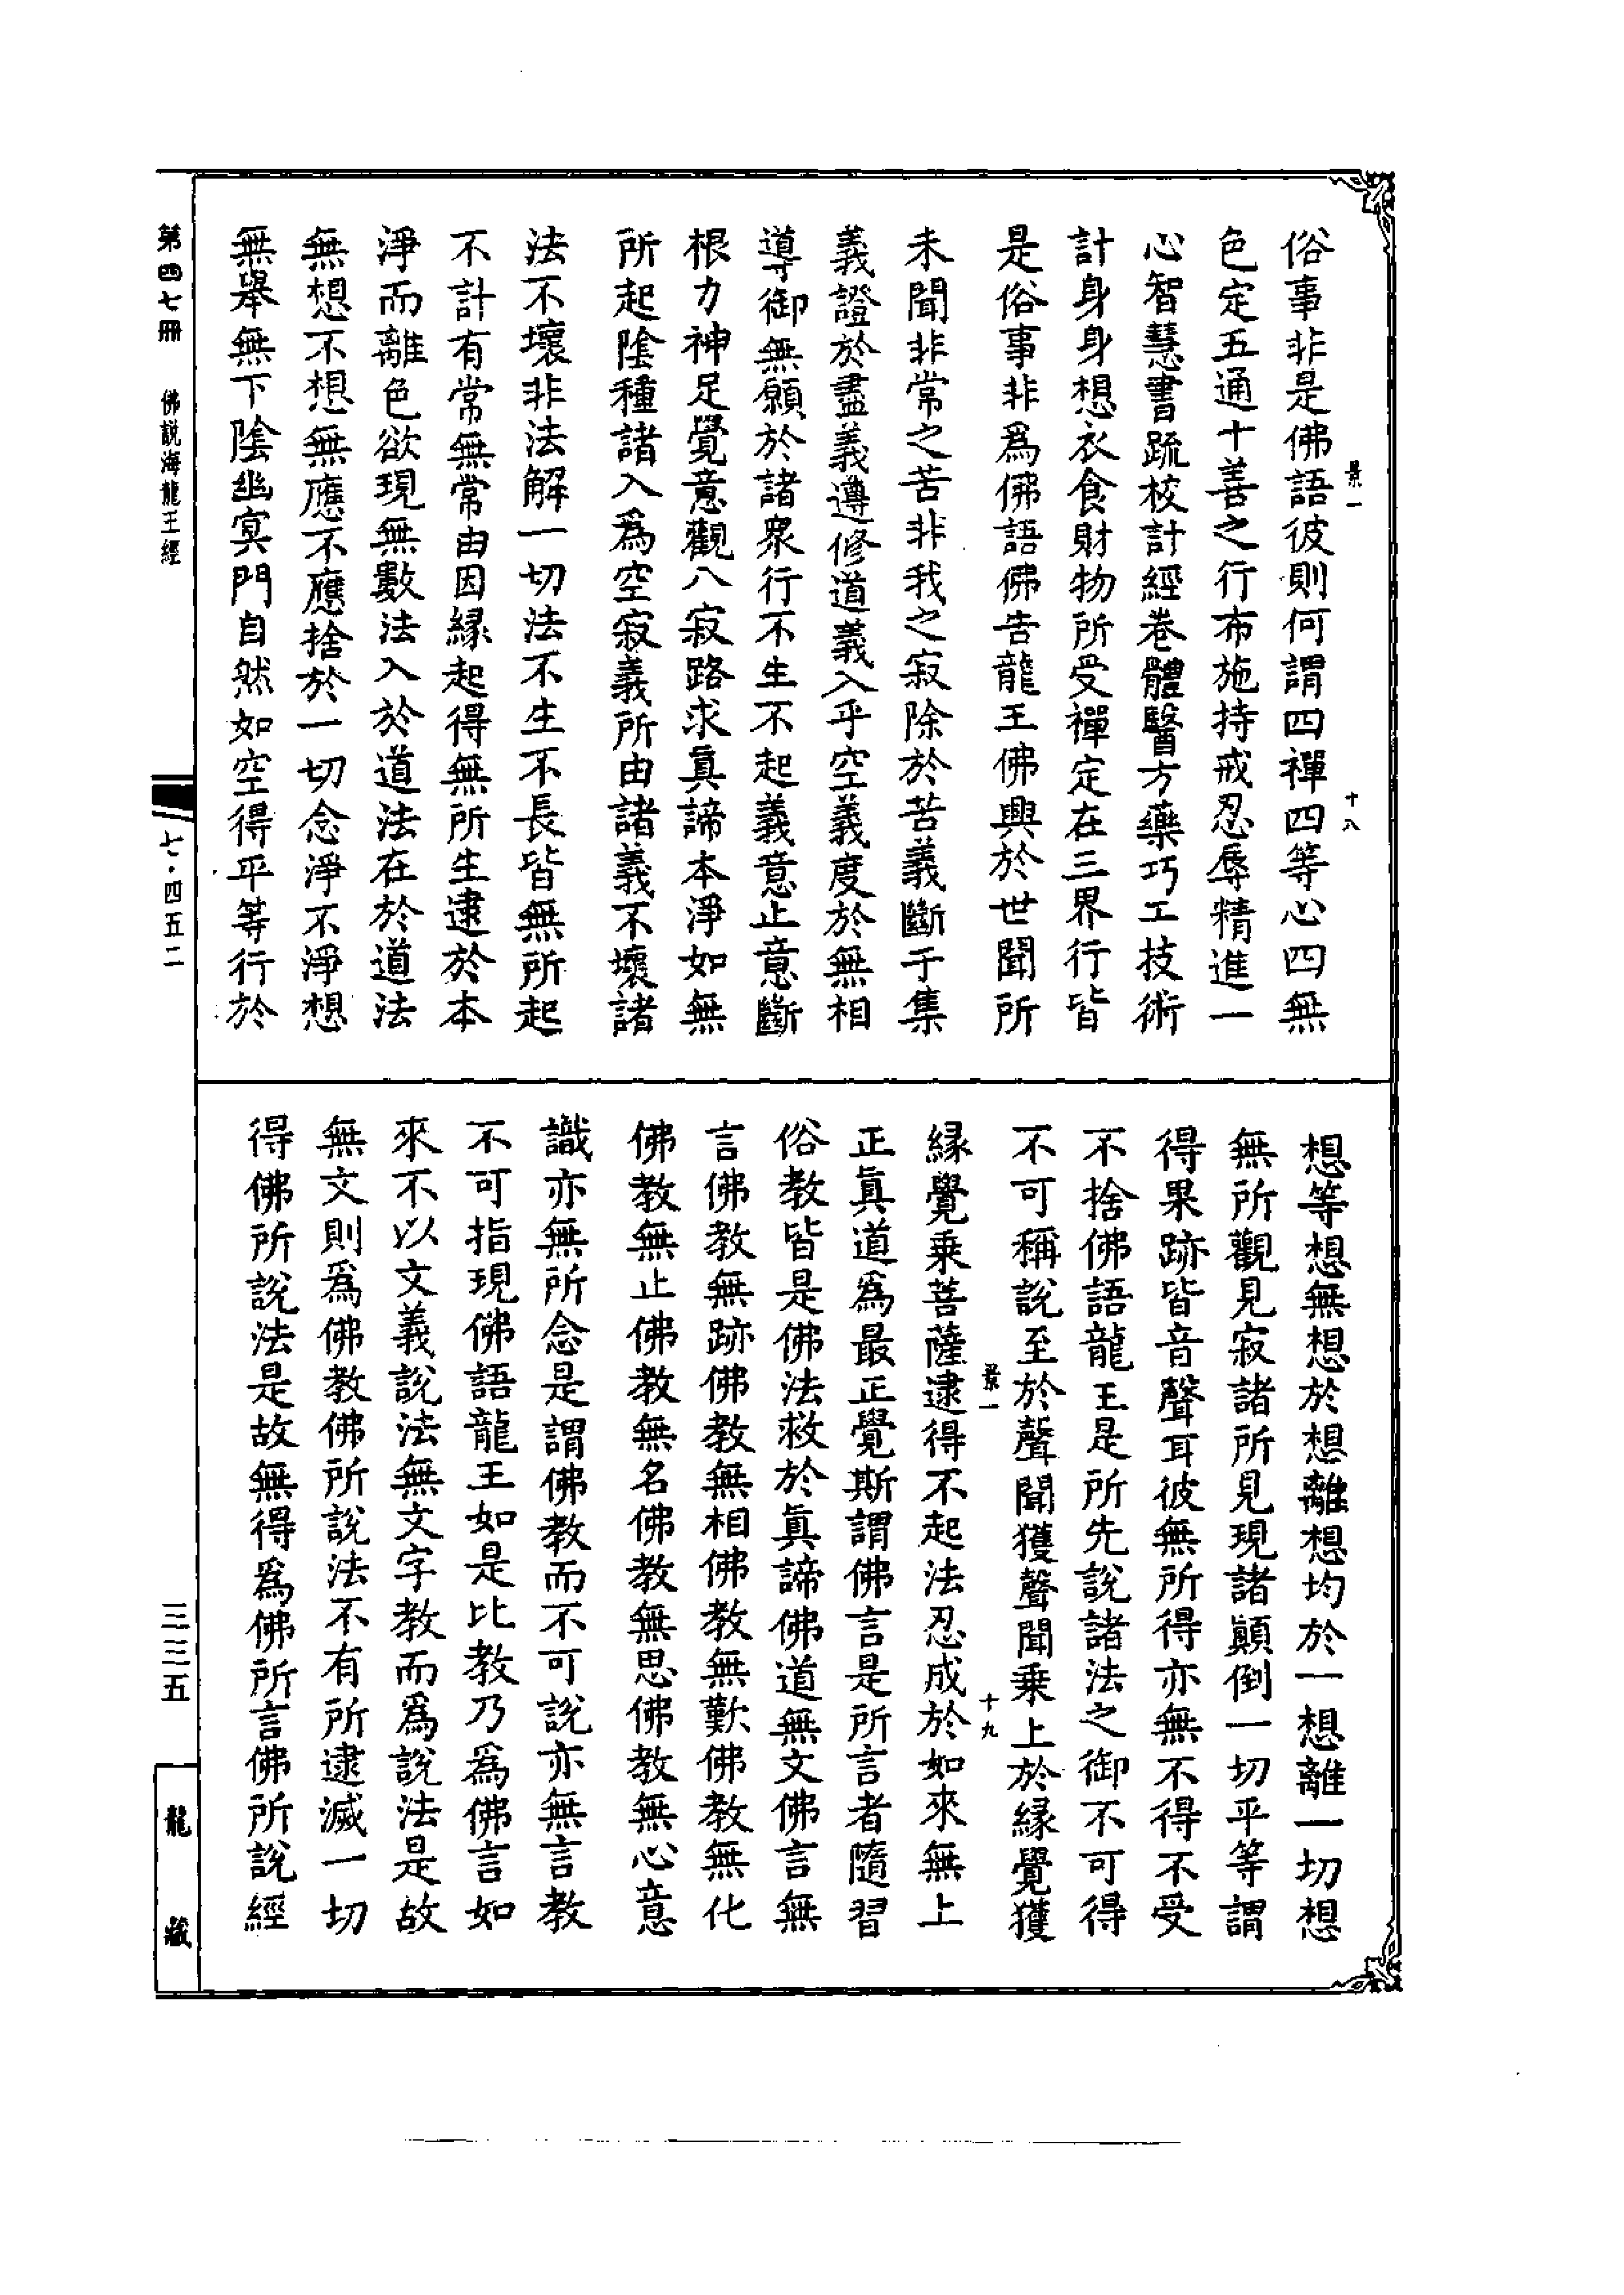 景一
十八
俗事非是佛語彼則何謂四禪四等心四無
色定五通十善之行布施持戒忍辱精進一
心智慧書䟽校計經卷體醫方藥巧工技術
計身身想衣食財物所受禪定在三界行皆
是俗事非爲佛語佛告龍王佛興於世聞所
未聞非常之苦非我之寂除於苦義斷于集
義證於盡義遵修道義入乎空義度於無相
導御無願於諸衆行不生不起義意止意斷
根力神足覺意觀八寂路求眞諦本淨如無
所起陰種諸入爲空寂義所由諸義不壞諸
法不壞非法解一切法不生不長皆無所起
不計有常無常由因緣起得無所生逮於本
淨而離色欲現無數法入於道法在於道法
無想不想無應不應捨於一切念淨不淨想
無舉無下陰幽冥門自然如空得平等行於
想等想無想於想離想均於一想離一切想
無所觀見寂諸所見現諸顚倒一切平等謂
得果跡皆音聲耳彼無所得亦無不得不受
不捨佛語龍王是所先說諸法之御不可得
不可稱說至於聲聞獲聲聞乗上於緣覺獲
景一
十九
緣覺乗菩薩逮得不起法忍成於如來無上
正眞道爲最正覺斯謂佛言是所言者隨習
俗教皆是佛法救於眞諦佛道無文佛言無
言佛教無跡佛教無相佛教無歎佛教無化
佛教無止佛教無名佛教無思佛教無心意
識亦無所念是謂佛教而不可說亦無言教
不可指現佛語龍王如是比教乃爲佛言如
來不以文義說法無文字教而爲說法是故
無文則爲佛教佛所說法不有所逮滅一切
得佛所說法是故無得爲佛所言佛所說經
第四七冊
佛説海龍王經
七·四五二
三三五
龍藏